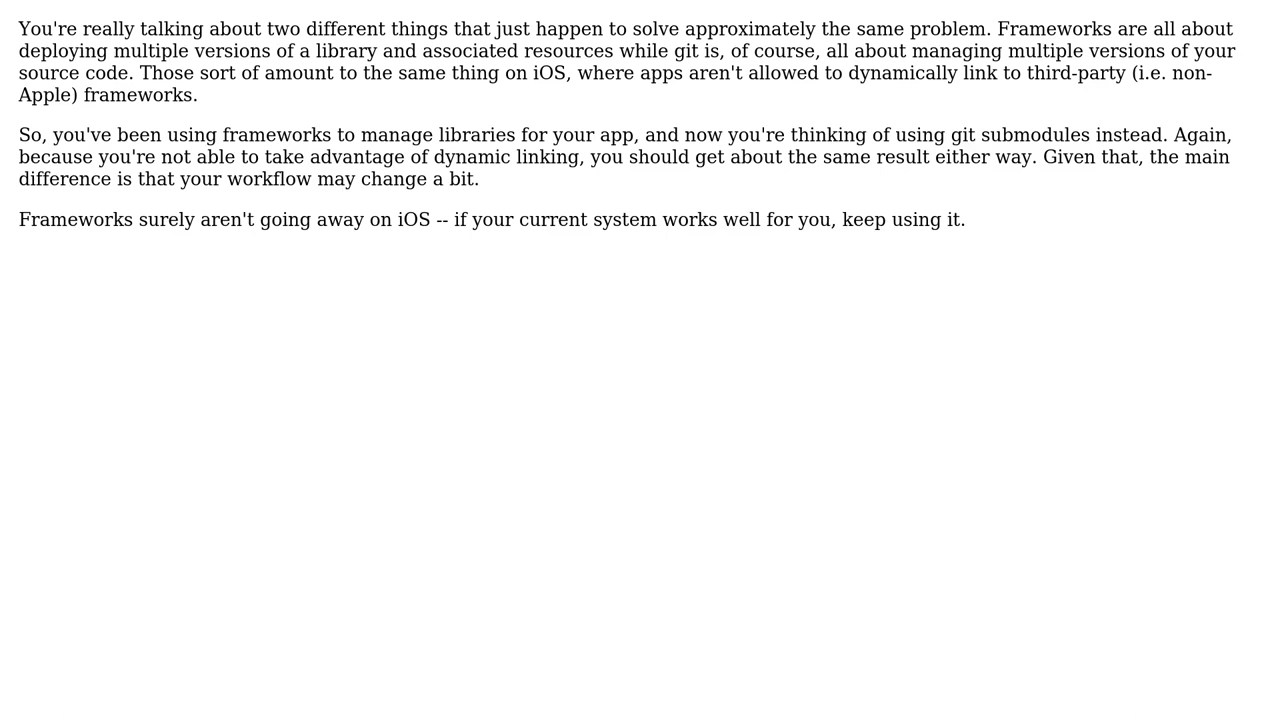 You're really talking about two different things that just happen to solve approximately the same problem. Frameworks are all about
deploying multiple versions of a library and associated resources while git is, of course, all about managing multiple versions of your
source code. Those sort of amount to the same thing on iOS, where apps aren't allowed to dynamically link to third-party (i.e. non-
Apple) frameworks.
So, you've been using frameworks to manage libraries for your app, and now you're thinking of using git submodules instead. Again,
because you're not able to take advantage of dynamic linking, you should get about the same result either way. Given that, the main
difference is that your workflow may change a bit.
Frameworks surely aren't going away on iOS -- if your current system works well for you, keep using it.